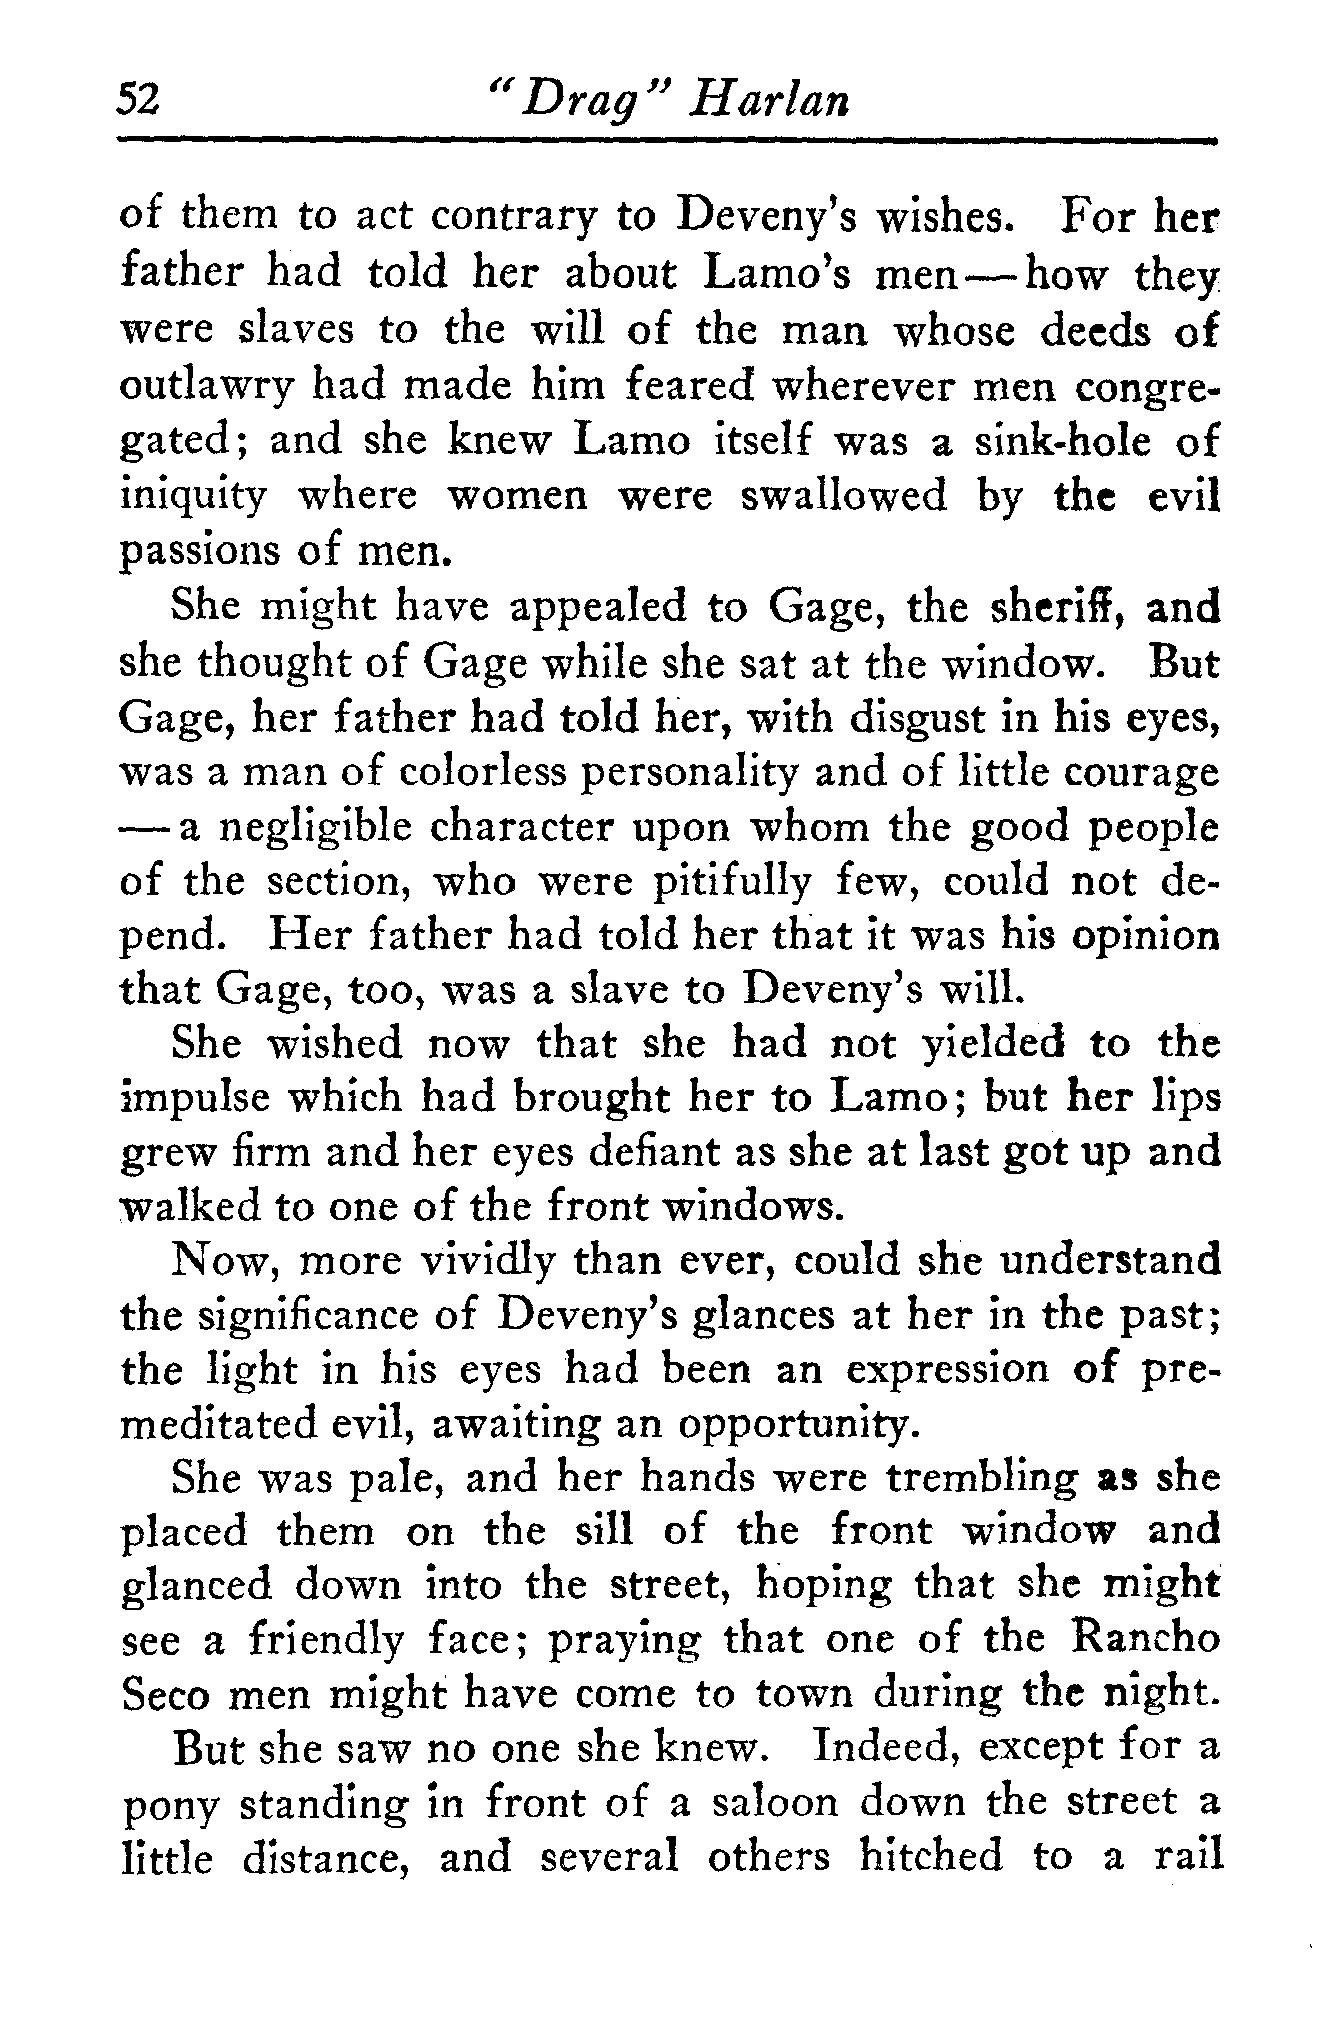 52 "Drag" Harlan
of them to act contrary to Deveny's wishes. For her
father had told her about Lamo's men—how they
were slaves to the will of the man whose deeds of
outlawry had made him feared wherever men congre-
gated; and she knew Lamo itself was a sink-hole of
iniquity where women were swallowed by the evil
passions of men.
She might have appealed to Gage, the sheriff, and
she thought of Gage while she sat at the window. But
Gage, her father had told her, with disgust in his eyes,
was a man of colorless personality and of little courage
—a negligible character upon whom the good people
of the section, who were pitifully few, could not de-
pend. Her father had told her that it was his opinion
that Gage, too, was a slave to Deveny's will.
She wished now that she had not yielded to the
impulse which had brought her to Lamo; but her lips
grew firm and her eyes defiant as she at last got up and
walked to one of the front windows.
Now, more vividly than ever, could she understand
the significance of Deveny's glances at her in the past;
the light in his eyes had been an expression of pre-
meditated evil, awaiting an opportunity.
She was pale, and her hands were trembling as she
placed them on the sill of the front window and
glanced down into the street, hoping that she might
see a friendly face; praying that one of the Rancho
Seco men might have come to town during the night.
But she saw no one she knew. Indeed, except for a
pony standing in front of a saloon down the street a
little distance, and several others hitched to a rail